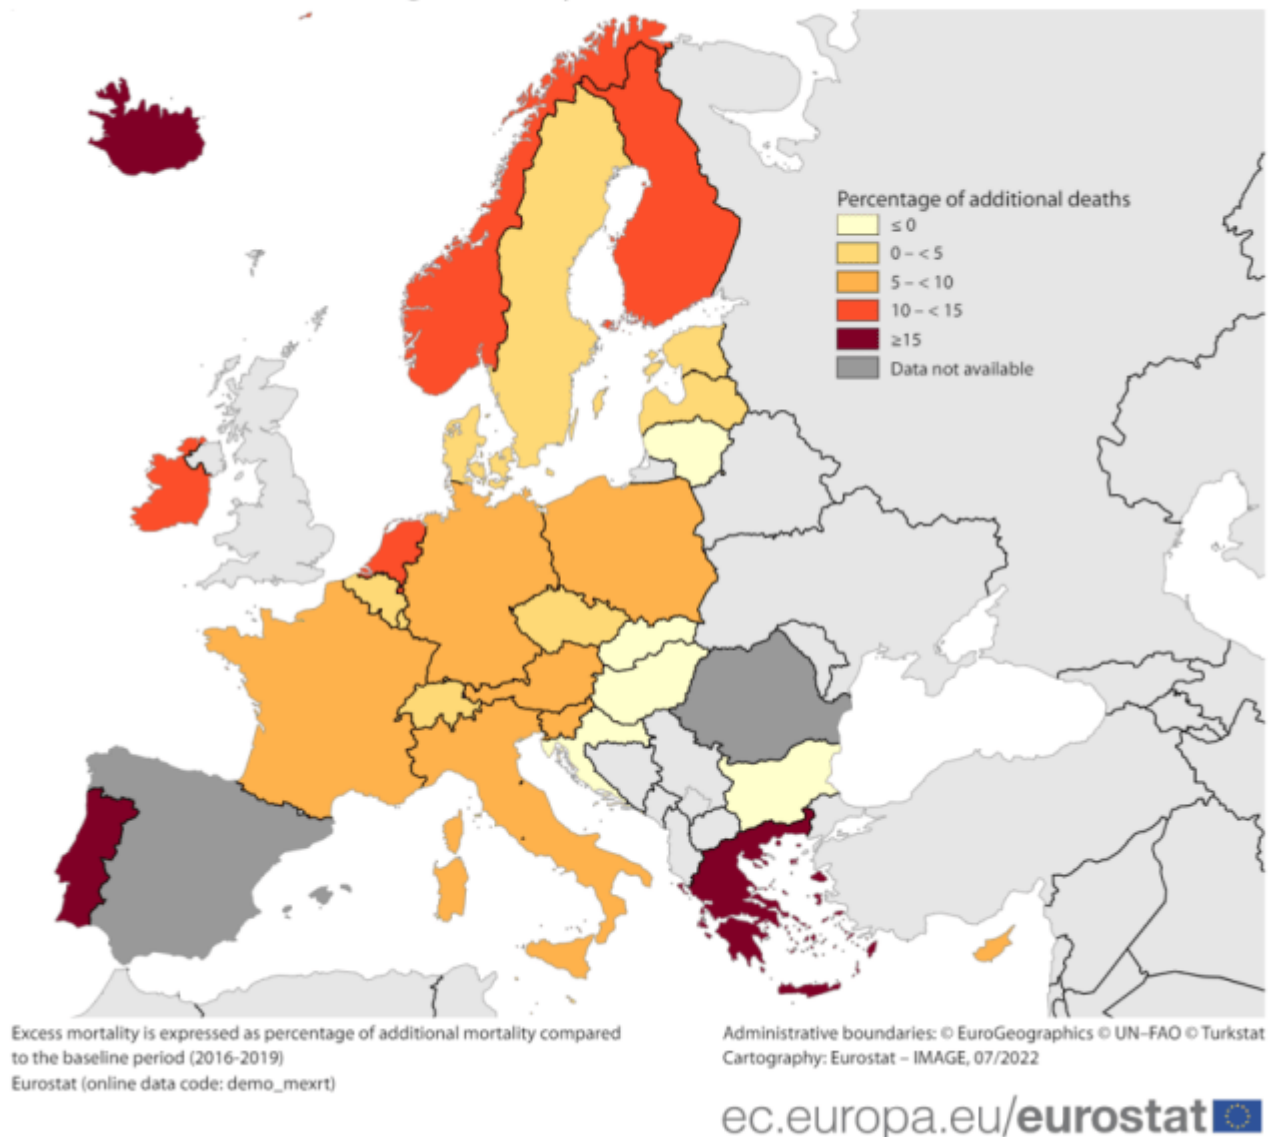 Percentage of additional deaths
≤ 0
0 – < 5
5 – < 10
10 – < 15
≥15
Data not available
Excess mortality is expressed as percentage of additional mortality compared
to the baseline period (2016-2019)
Eurostat (online data code: demo_mexrt)
Administrative boundaries: © EuroGeographics © UN–FAO © Turkstat
Cartography: Eurostat – IMAGE, 07/2022
ec.europa.eu/eurostat